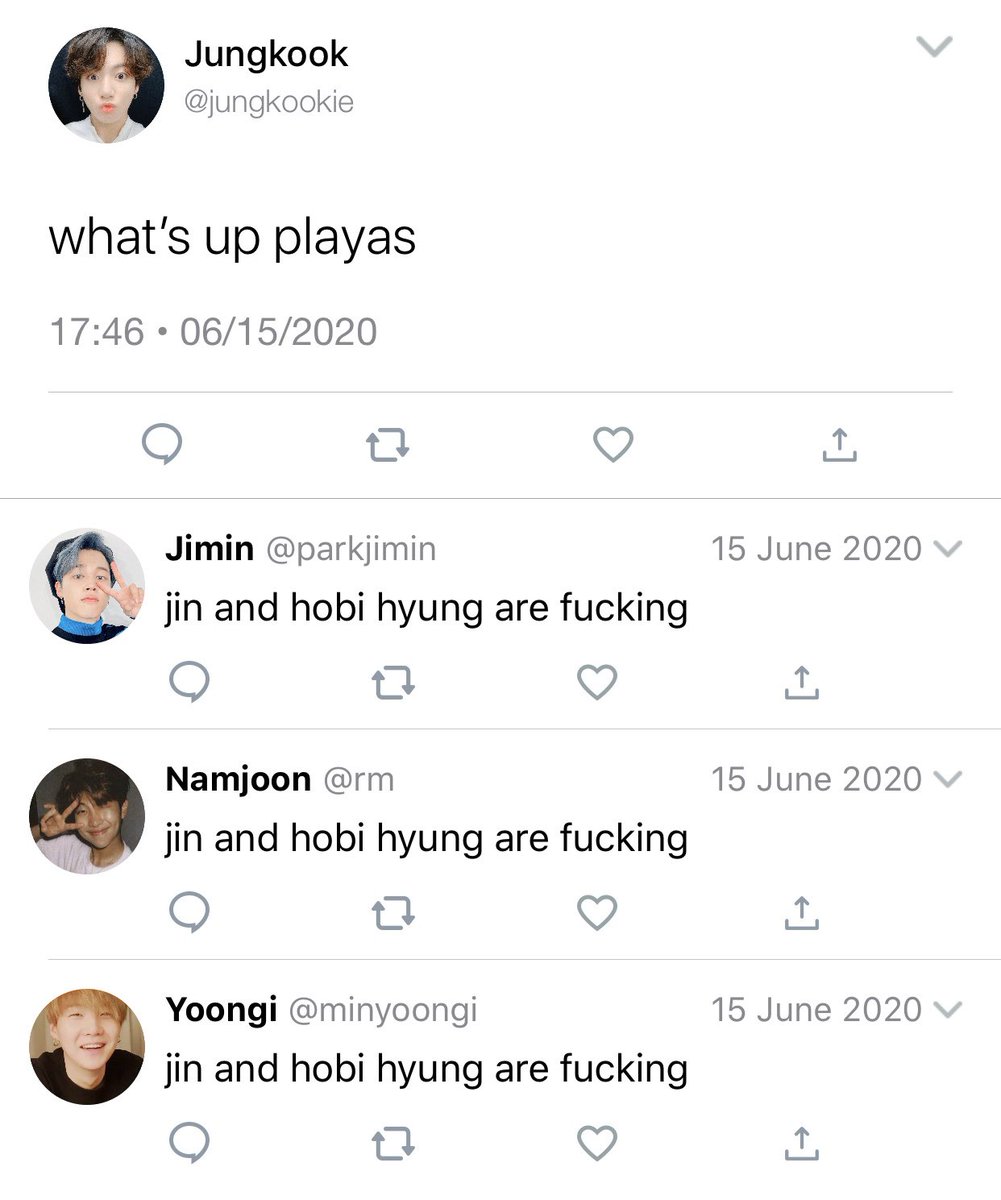 Jungkook
@jungkookie
what’s up playas
17:46 • 06/15/2020
Jimin @parkjimin 15 June 2020
jin and hobi hyung are fucking
Namjoon @rm 15 June 2020
jin and hobi hyung are fucking
Yoongi @minyoongi 15 June 2020
jin and hobi hyung are fucking